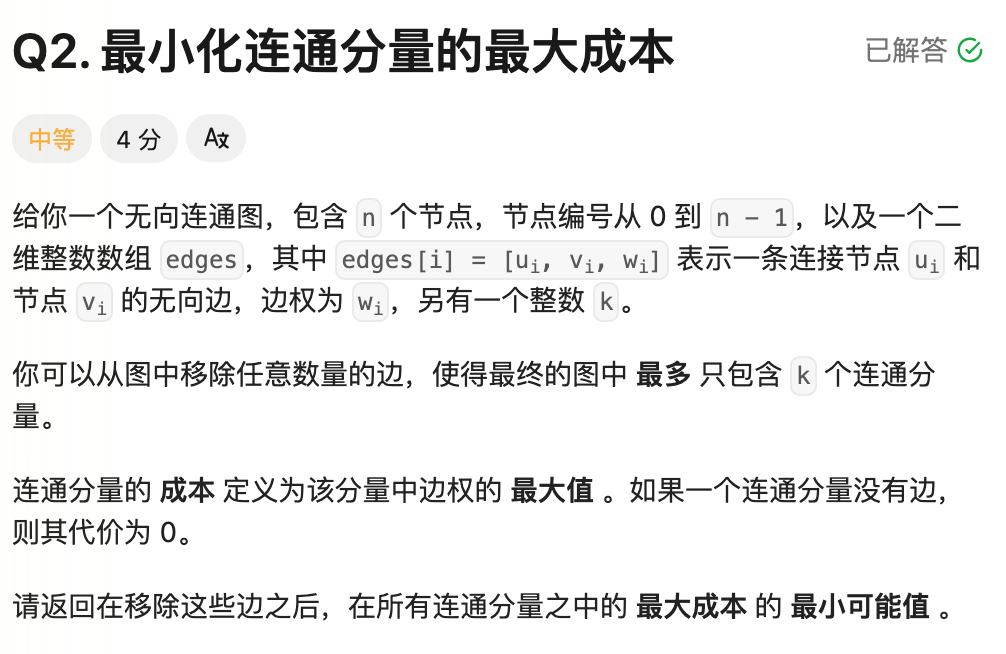 Q2. 最小化连通分量的最大成本
已解答
中等 4 分
给你一个无向连通图，包含 n 个节点，节点编号从 0 到 n - 1，以及一个二
维整数数组 edges，其中 edges[i] = [uᵢ, vᵢ, wᵢ] 表示一条连接节点 uᵢ 和
节点 vᵢ 的无向边，边权为 wᵢ，另有一个整数 k。
你可以从图中移除任意数量的边，使得最终的图中 最多 只包含 k 个连通分
量。
连通分量的 成本 定义为该分量中边权的 最大值 。如果一个连通分量没有边，
则其代价为 0。
请返回在移除这些边之后，在所有连通分量之中的 最大成本 的 最小可能值 。